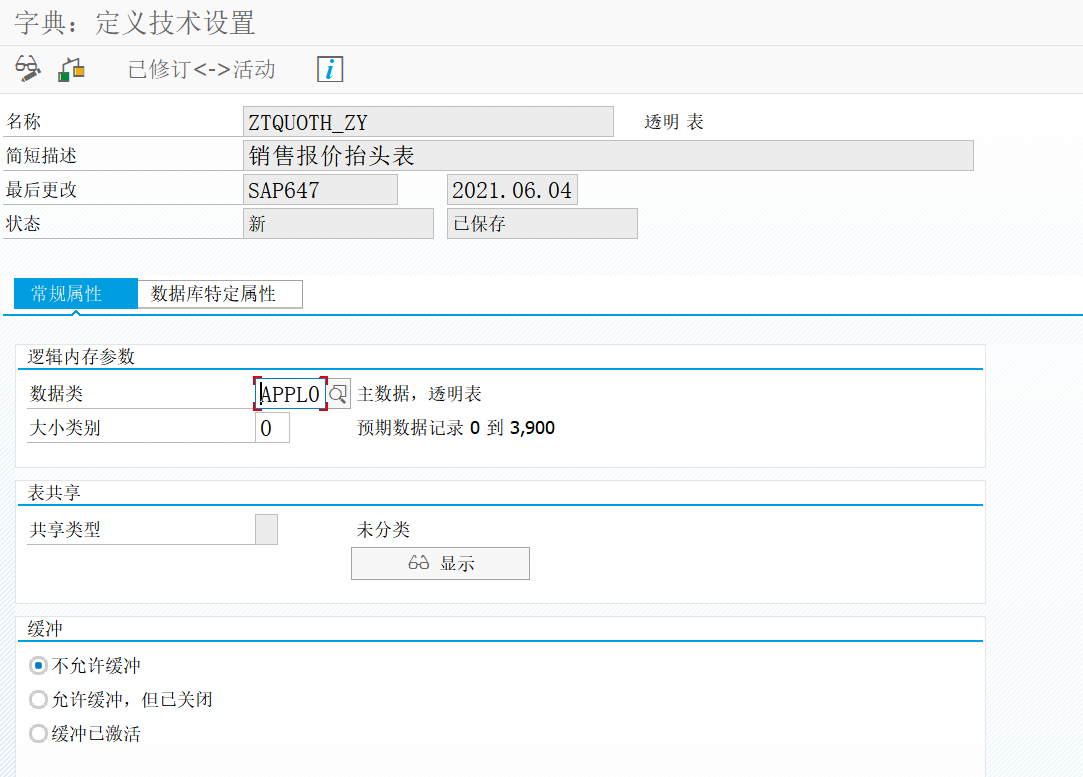 字典：定义技术设置
已修订<->活动
名称 ZTQUOTH_ZY 透明 表
简短描述 销售报价抬头表
最后更改 SAP647 2021.06.04
状态 新 已保存
常规属性 数据库特定属性
逻辑内存参数
数据类 APPL0 主数据，透明表
大小类别 0 预期数据记录 0 到 3,900
表共享
共享类型 未分类
显示
缓冲
不允许缓冲
允许缓冲，但已关闭
缓冲已激活